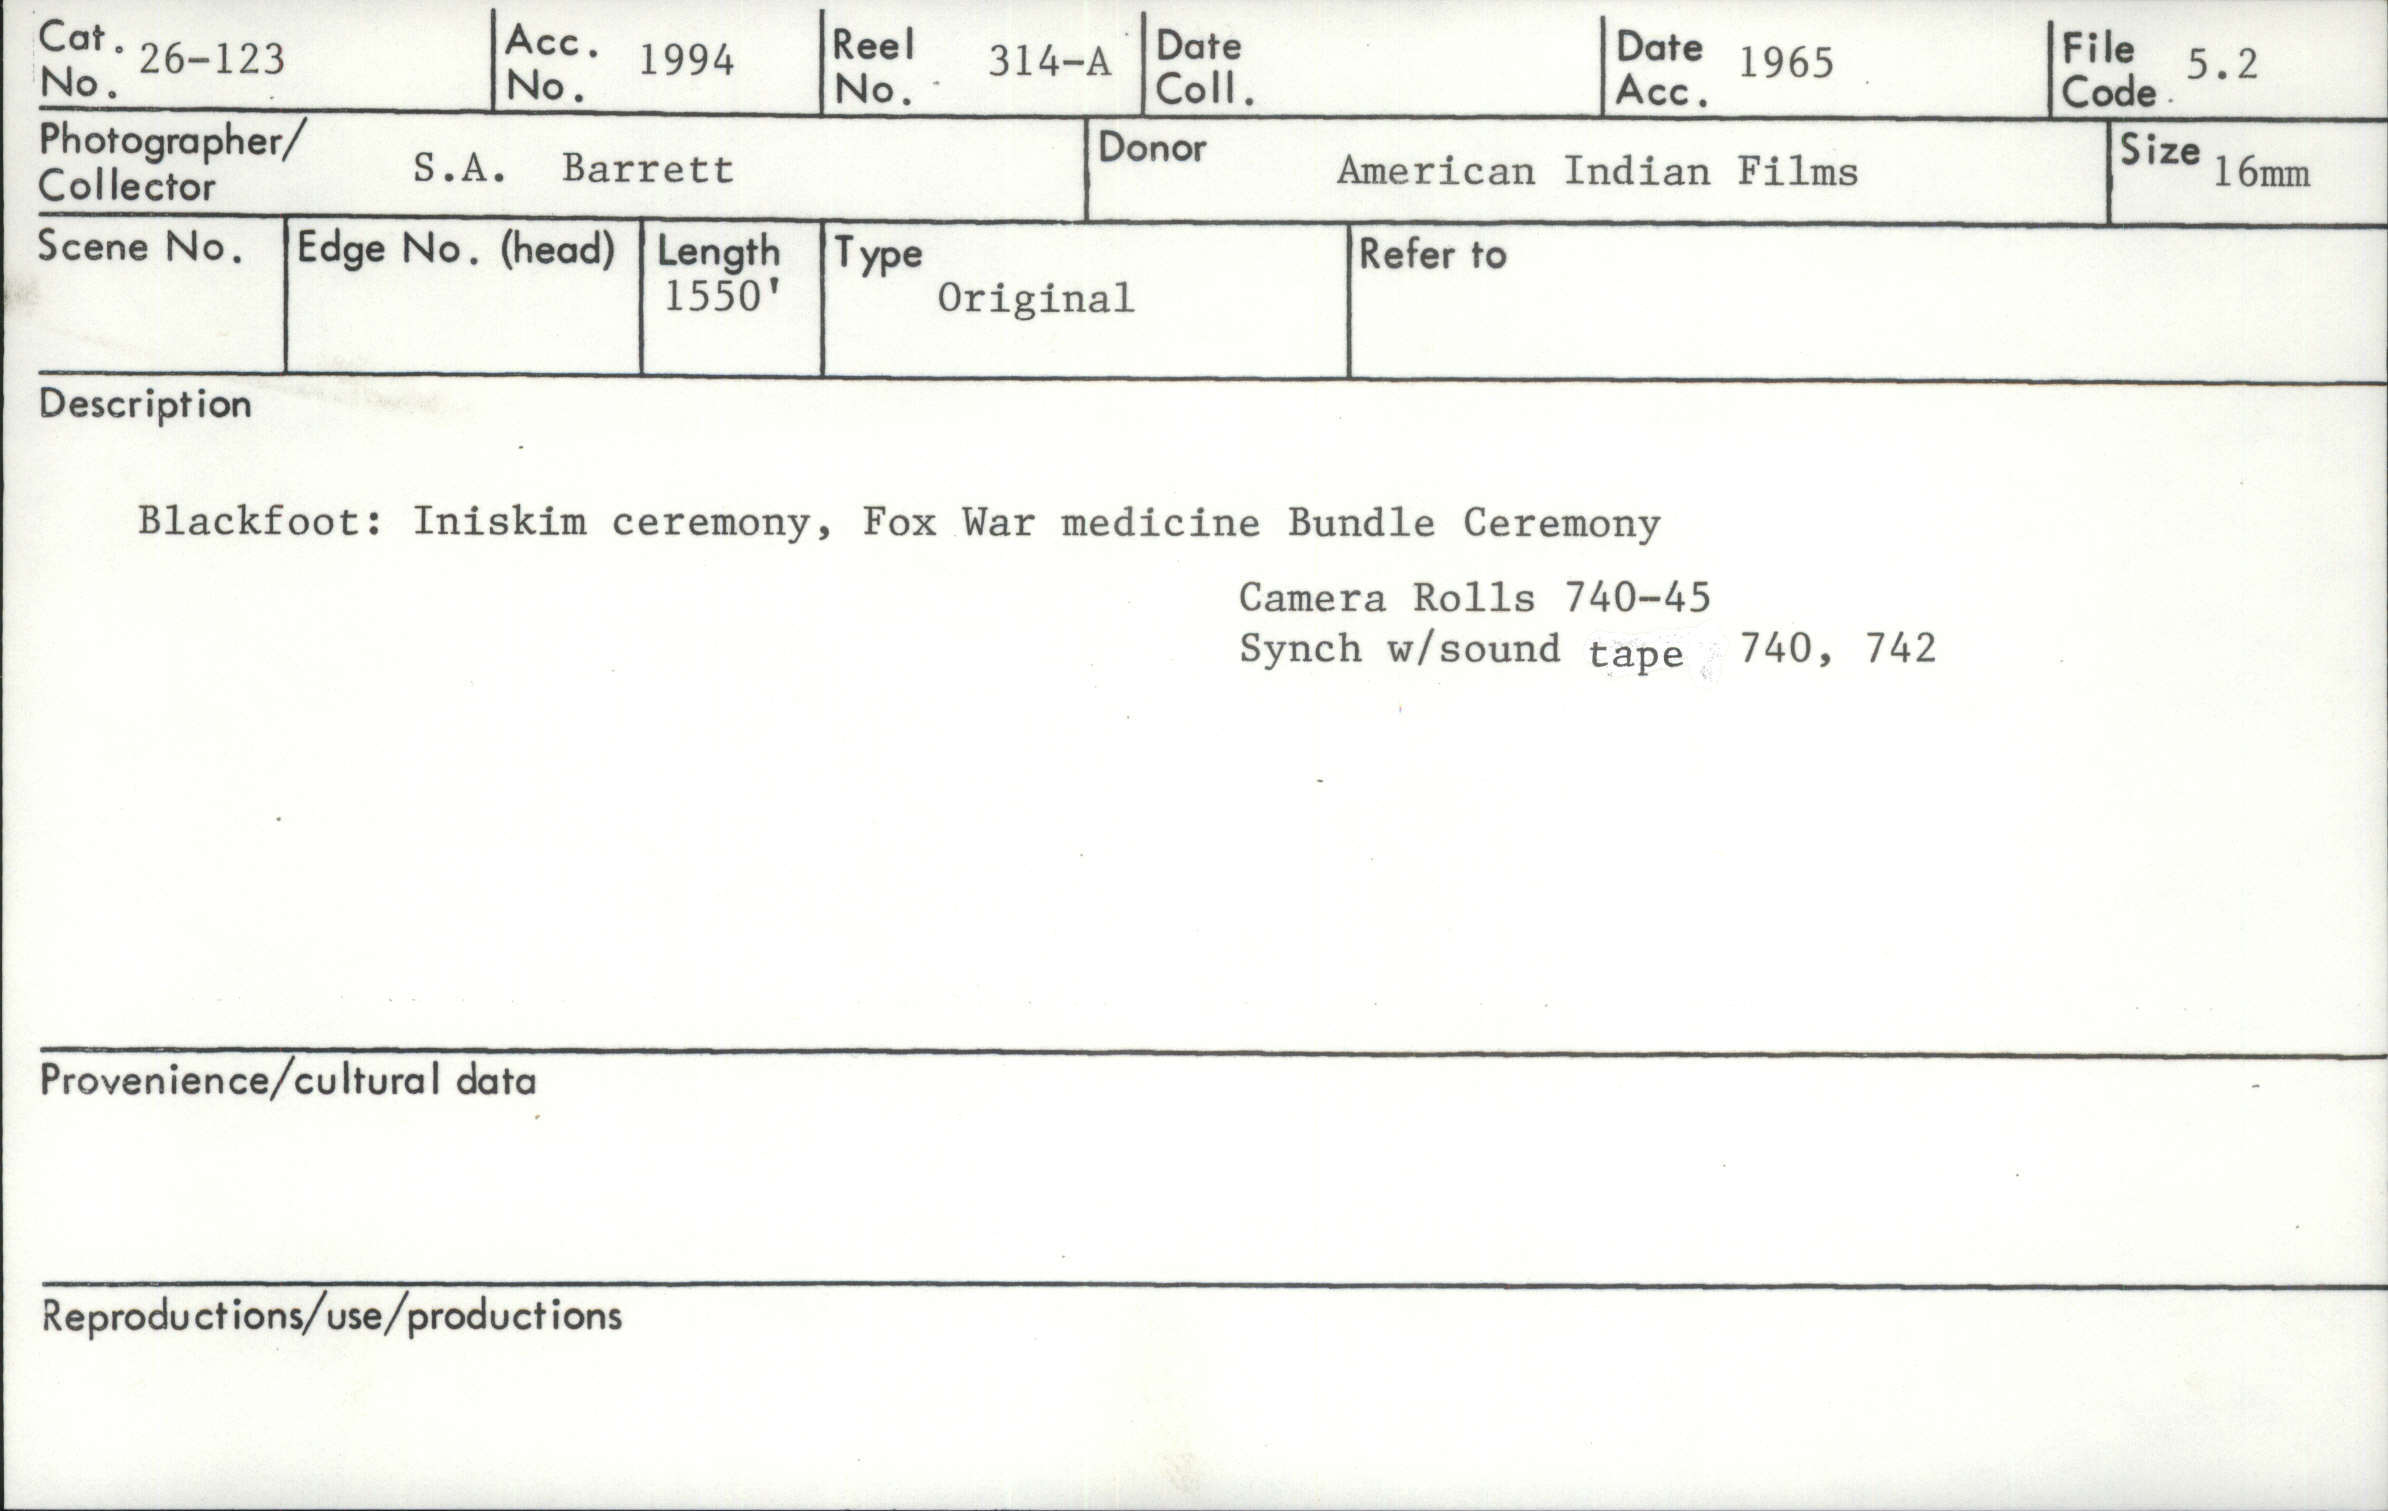 Cat. No. 26-123 Acc. No. 1994 Reel No. 314-A Date Coll. Date Acc. 1965 File Code 5.2
Photographer/ Collector S.A. Barrett Donor American Indian Films Size 16mm
Scene No. Edge No. (head) Length 1550' Type Original Refer to
Description
Blackfoot: Iniskim ceremony, Fox War medicine Bundle Ceremony
Camera Rolls 740-45
Synch w/sound tape 740, 742
Provenience/cultural data
Reproductions/use/productions